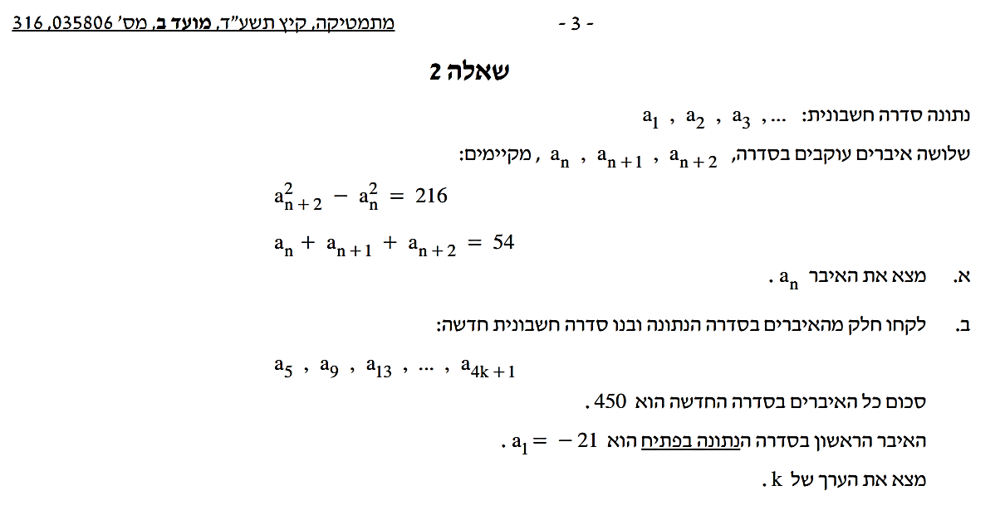 מתמטיקה, קיץ תשע"ד, מועד ב, מס' 035806, 316 - 3 -
שאלה 2
נתונה סדרה חשבונית: a₁ , a₂ , a₃ , ...
שלושה איברים עוקבים בסדרה, aₙ , aₙ₊₁ , aₙ₊₂ , מקיימים:
a²ₙ₊₂ − a²ₙ = 216
aₙ + aₙ₊₁ + aₙ₊₂ = 54
א. מצא את האיבר aₙ .
ב. לקחו חלק מהאיברים בסדרה הנתונה ובנו סדרה חשבונית חדשה:
a₅ , a₉ , a₁₃ , ... , a₄ₖ₊₁
סכום כל האיברים בסדרה החדשה הוא 450 .
האיבר הראשון בסדרה הנתונה בפתיח הוא a₁ = − 21 .
מצא את הערך של k .